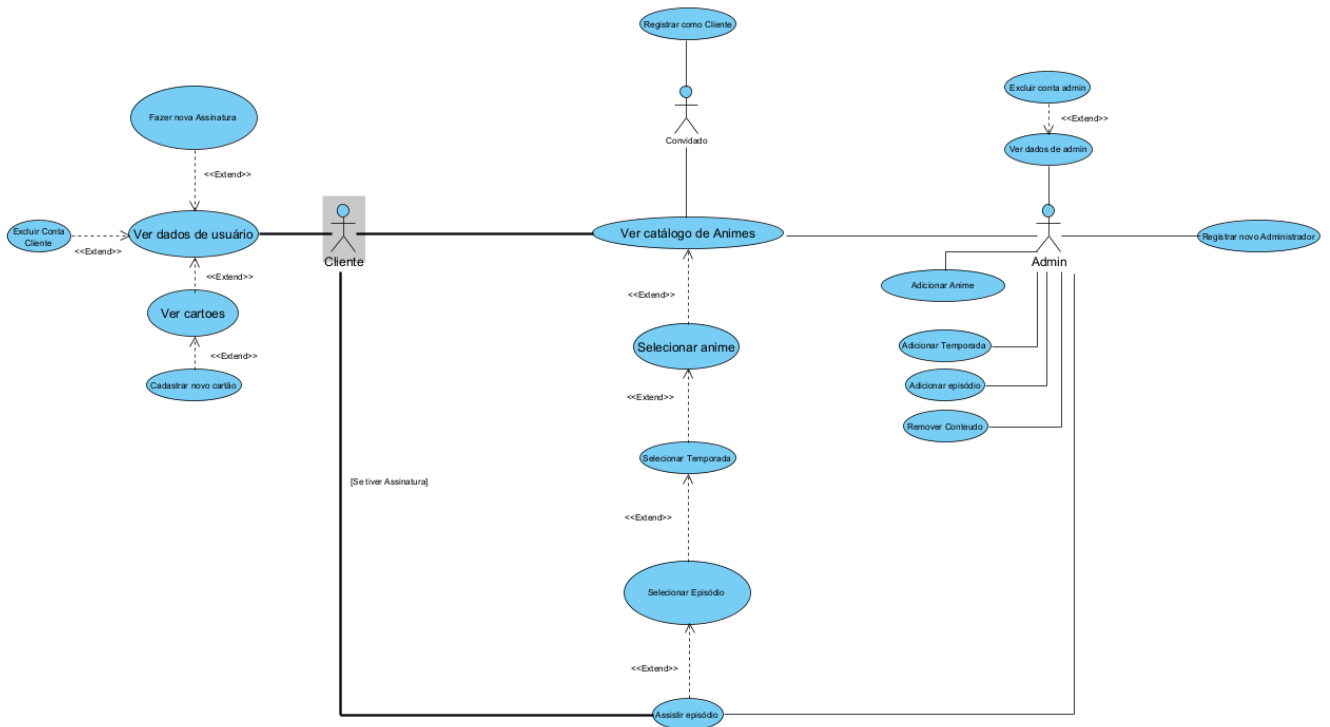 Registrar como Cliente
Excluir conta admin
<<Extend>>
Fazer nova Assinatura
Convidado
Ver dados de admin
<<Extend>>
Excluir Conta
Cliente
<<Extend>>
Ver dados de usuário
Cliente
Ver catálogo de Animes
Admin
Registrar novo Administrador
<<Extend>>
Adicionar Anime
<<Extend>>
Ver cartoes
Selecionar anime
Adicionar Temporada
<<Extend>>
Cadastrar novo cartão
<<Extend>>
Adicionar episódio
Remover Conteudo
Selecionar Temporada
[Se tiver Assinatura]
<<Extend>>
Selecionar Episódio
<<Extend>>
Assistir episódio